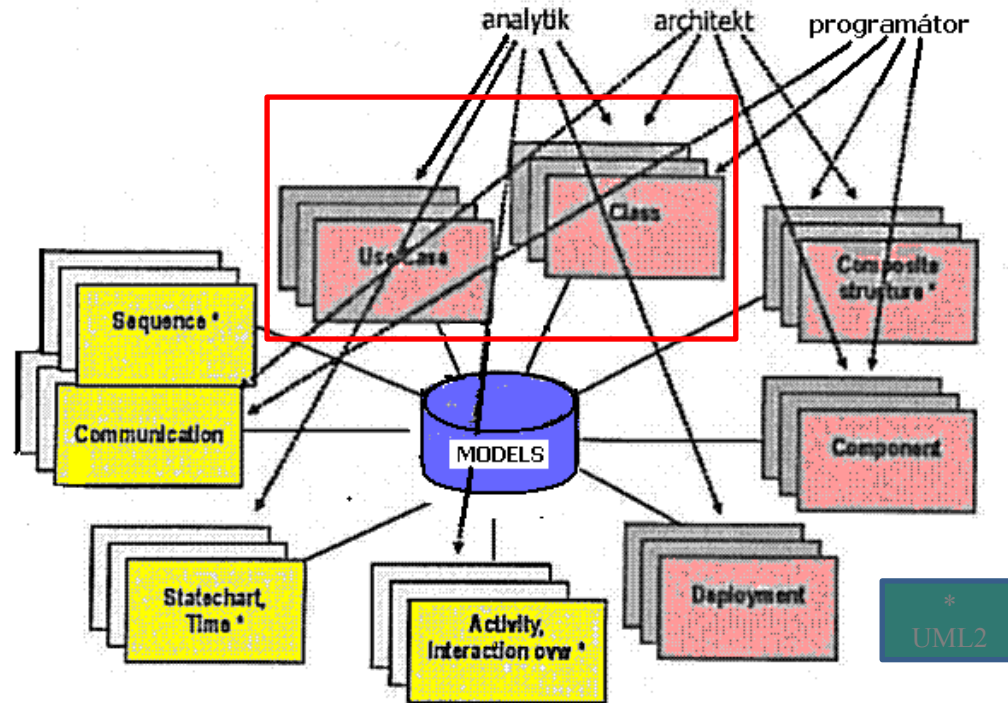 analytik architekt programátor
Class
Use Case
Composite
structure *
Sequence *
Communication
MODELS
Component
Statechart,
Time *
Activity,
Interaction ovw *
Deployment
*
UML2